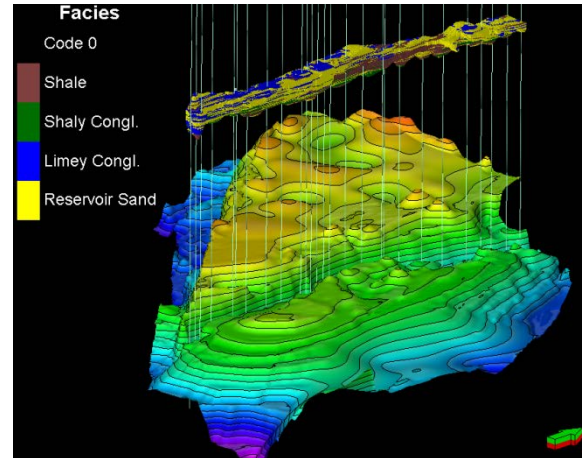 Facies
Code 0
Shale
Shaly Congl.
Limey Congl.
Reservoir Sand